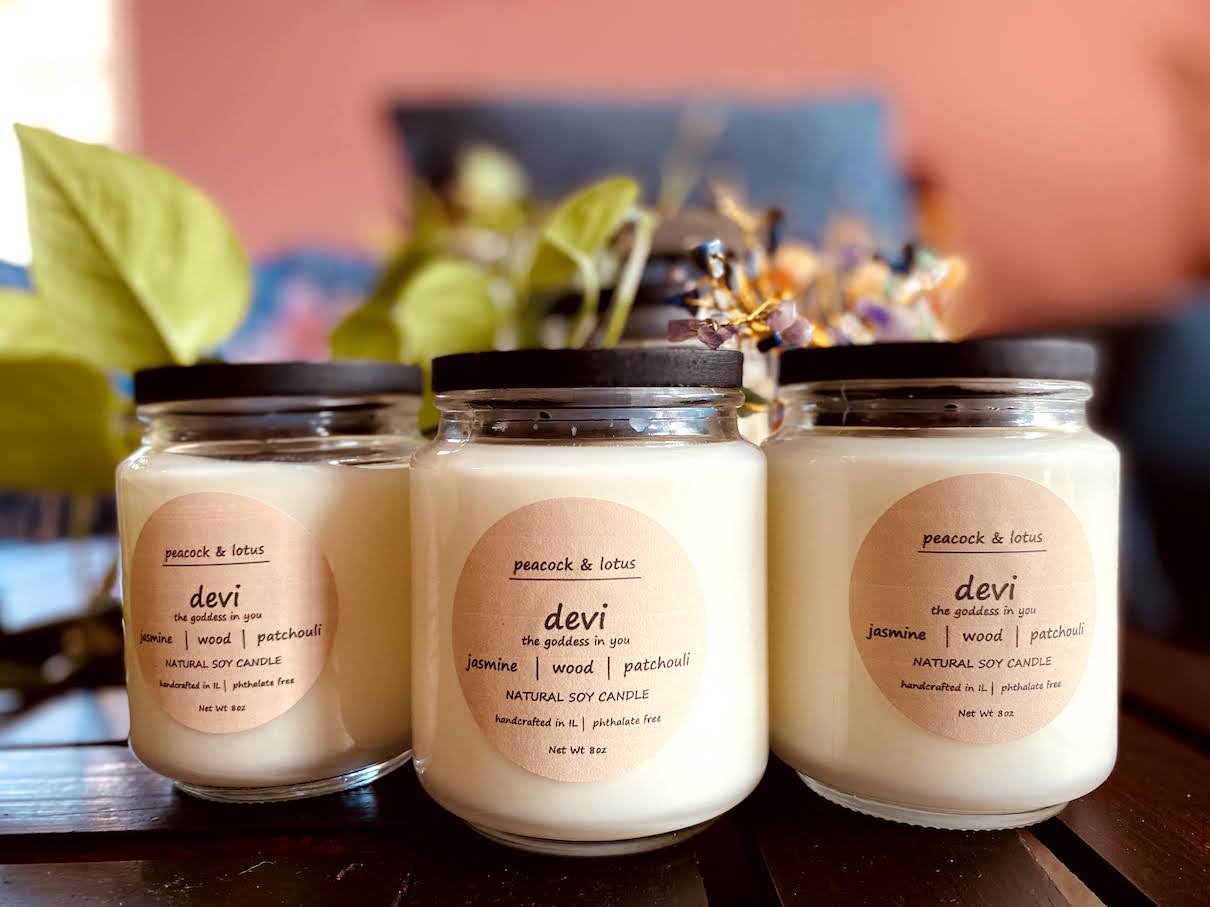 peacock & lotus
devi
the goddess in you
jasmine | wood | patchouli
NATURAL SOY CANDLE
handcrafted in IL | phthalate free
Net Wt 8oz
peacock & lotus
devi
the goddess in you
jasmine | wood | patchouli
NATURAL SOY CANDLE
handcrafted in IL | phthalate free
Net Wt 8oz
peacock & lotus
devi
the goddess in you
jasmine | wood | patchouli
NATURAL SOY CANDLE
handcrafted in IL | phthalate free
Net Wt 8oz